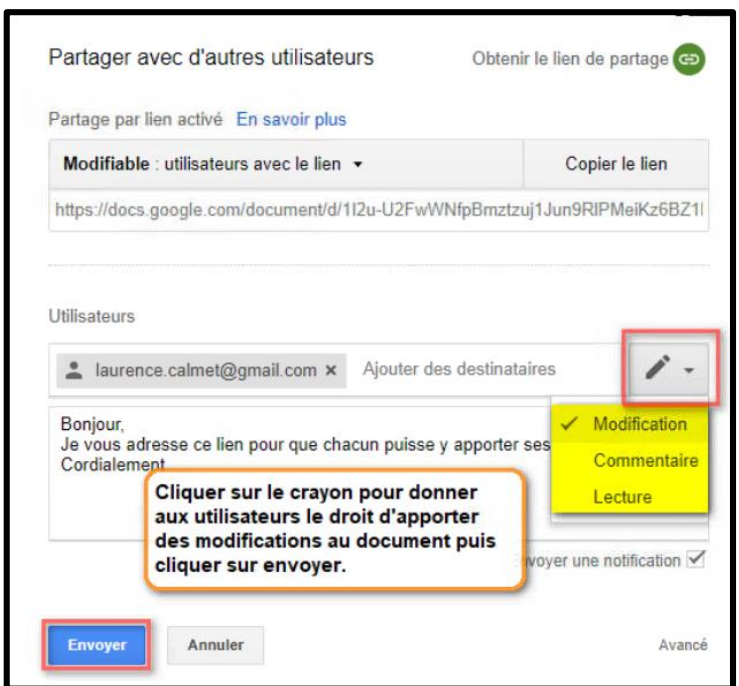 Partager avec d'autres utilisateurs
Obtenir le lien de partage
Partage par lien activé En savoir plus
Modifiable : utilisateurs avec le lien
Copier le lien
https://docs.google.com/document/d/1I2u-U2FwWNfpBmztzuj1Jun9RIPMeiKz6BZ1I
Utilisateurs
laurence.calmet@gmail.com × Ajouter des destinataires
Bonjour,
Je vous adresse ce lien pour que chacun puisse y apporter ses
Cordialement
Modification
Commentaire
Lecture
Cliquer sur le crayon pour donner
aux utilisateurs le droit d'apporter
des modifications au document puis
cliquer sur envoyer.
voyer une notification
Envoyer
Annuler
Avancé